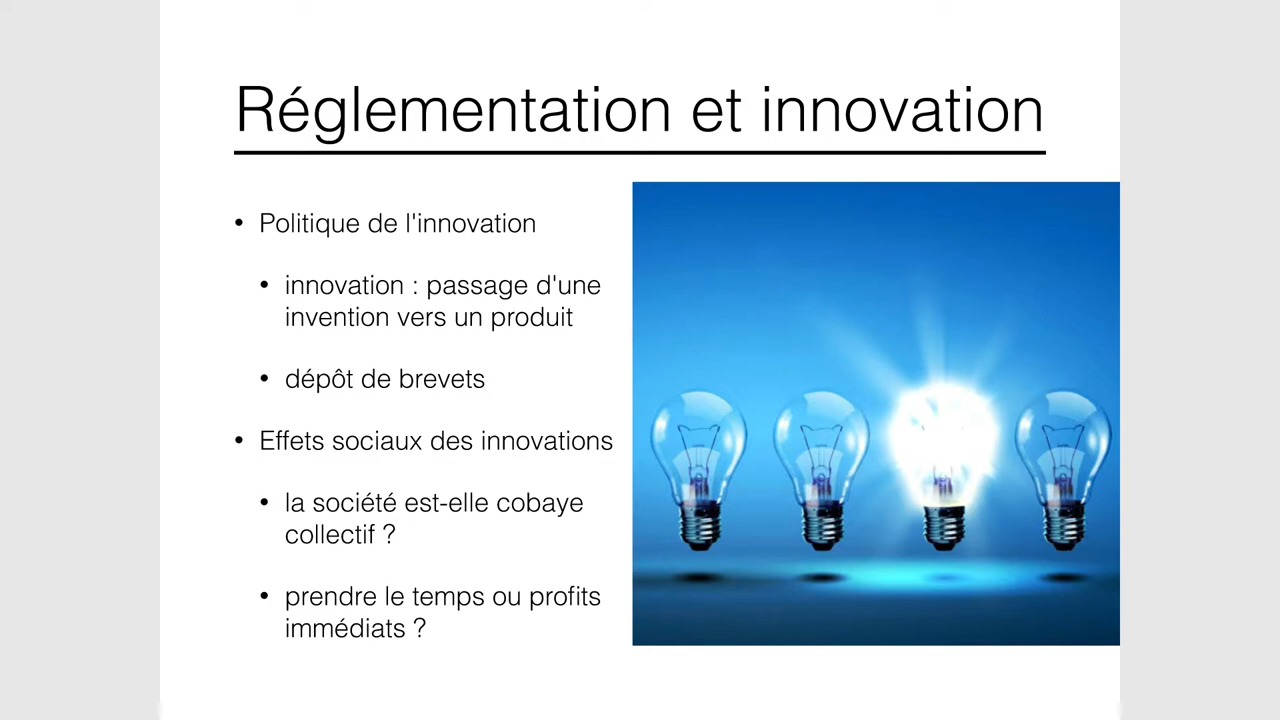 Réglementation et innovation
• Politique de l'innovation
• innovation : passage d'une
invention vers un produit
• dépôt de brevets
• Effets sociaux des innovations
• la société est-elle cobaye
collectif ?
• prendre le temps ou profits
immédiats ?